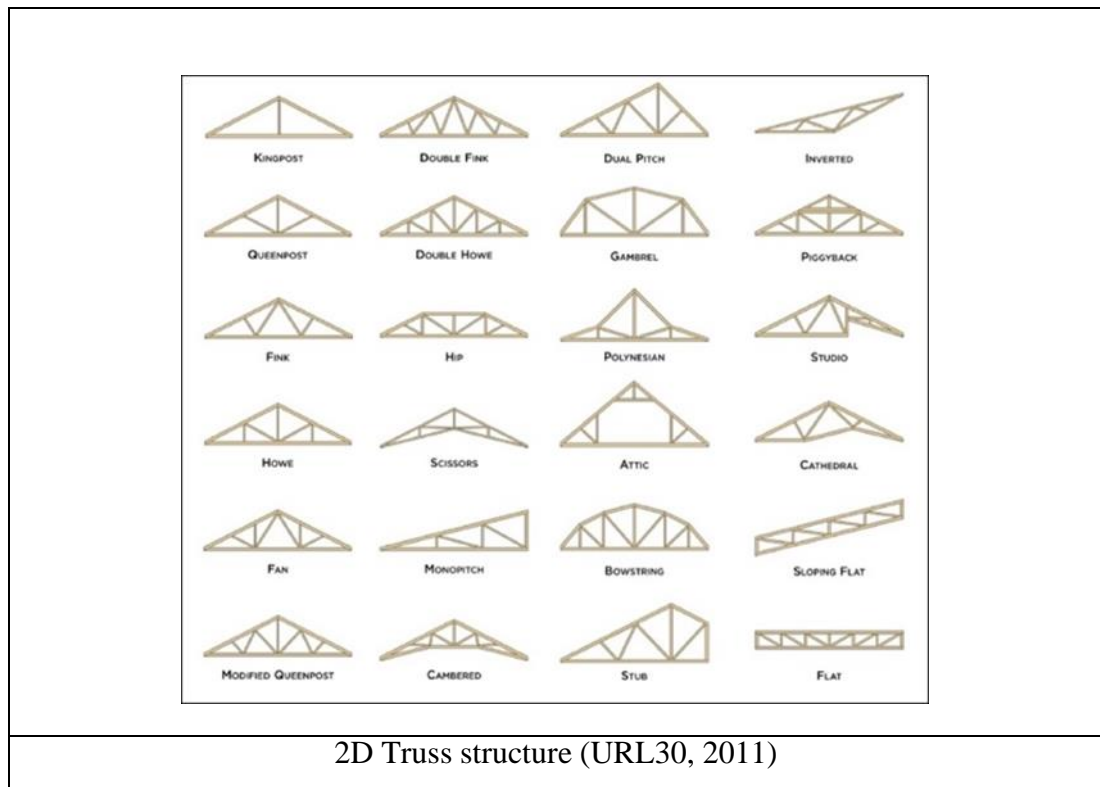 KINGPOST
DOUBLE FINK
DUAL PITCH
INVERTED
QUEENPOST
DOUBLE HOWE
GAMBREL
PIGGYBACK
FINK
HIP
POLYNESIAN
STUDIO
HOWE
SCISSORS
ATTIC
CATHEDRAL
FAN
MONOPITCH
BOWSTRING
SLOPING FLAT
MODIFIED QUEENPOST
CAMBERED
STUB
FLAT
2D Truss structure (URL30, 2011)